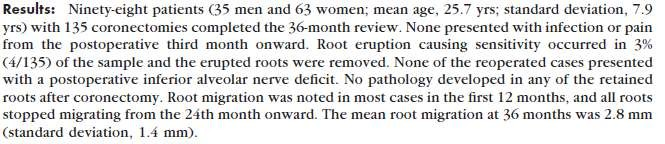 Results: Ninety-eight patients (35 men and 63 women; mean age, 25.7 yrs; standard deviation, 7.9
yrs) with 135 coronectomies completed the 36-month review. None presented with infection or pain
from the postoperative third month onward. Root eruption causing sensitivity occurred in 3%
(4/135) of the sample and the erupted roots were removed. None of the reoperated cases presented
with a postoperative inferior alveolar nerve deficit. No pathology developed in any of the retained
roots after coronectomy. Root migration was noted in most cases in the first 12 months, and all roots
stopped migrating from the 24th month onward. The mean root migration at 36 months was 2.8 mm
(standard deviation, 1.4 mm).